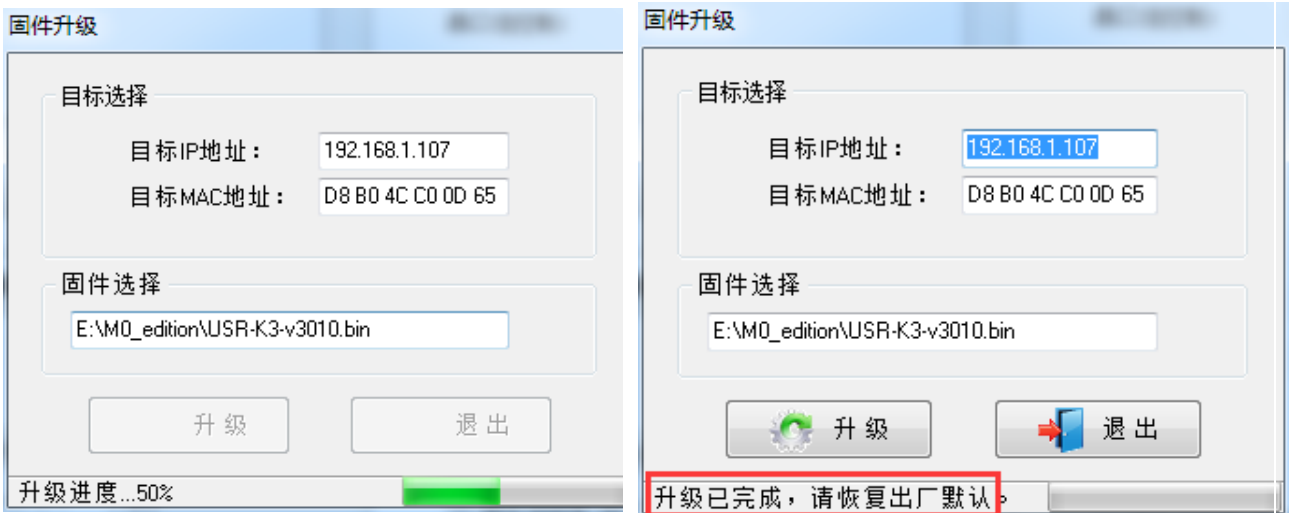 固件升级
目标选择
目标IP地址：
192.168.1.107
目标MAC地址：
D8 B0 4C C0 0D 65
固件选择
E:\M0_edition\USR-K3-v3010.bin
升级
退出
升级进度...50%
固件升级
目标选择
目标IP地址：
192.168.1.107
目标MAC地址：
D8 B0 4C C0 0D 65
固件选择
E:\M0_edition\USR-K3-v3010.bin
升级
退出
升级已完成，请恢复出厂默认。